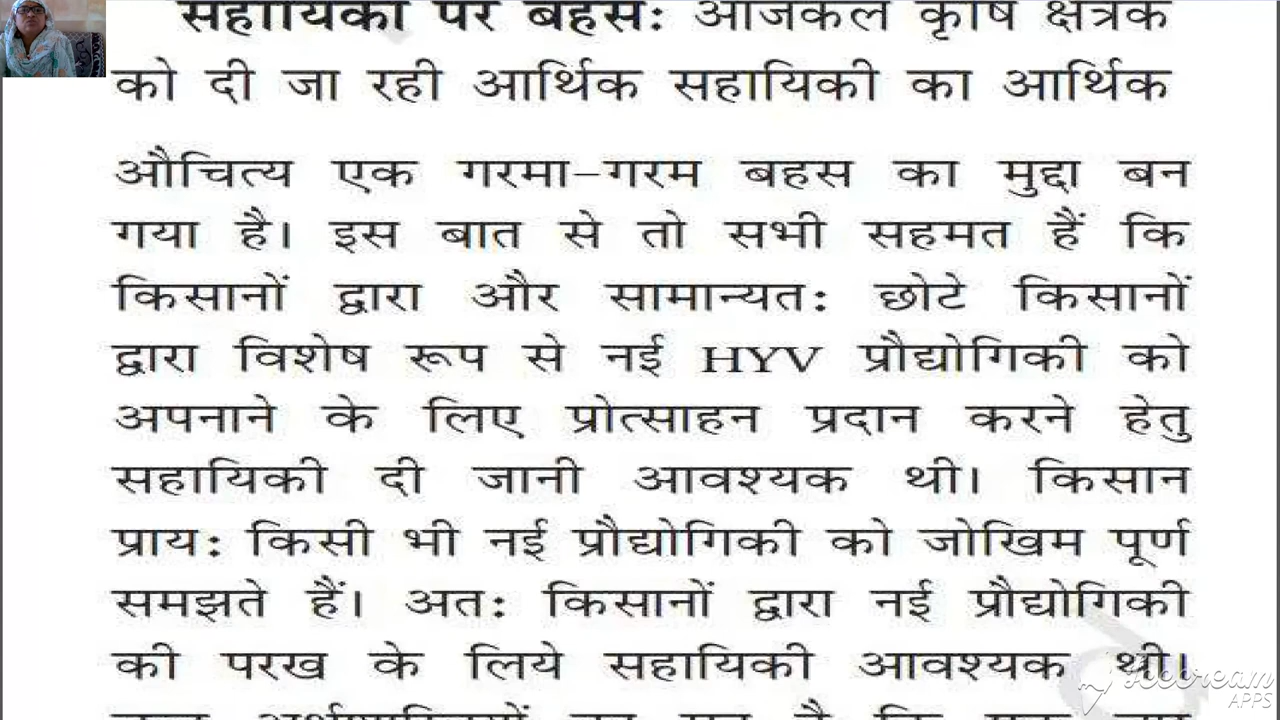 सहायिका पर बहस: आजकल कृषि क्षेत्रक
को दी जा रही आर्थिक सहायिकी का आर्थिक
औचित्य एक गरमा-गरम बहस का मुद्दा बन
गया है। इस बात से तो सभी सहमत हैं कि
किसानों द्वारा और सामान्यत: छोटे किसानों
द्वारा विशेष रूप से नई HYV प्रौद्योगिकी को
अपनाने के लिए प्रोत्साहन प्रदान करने हेतु
सहायिकी दी जानी आवश्यक थी। किसान
प्राय: किसी भी नई प्रौद्योगिकी को जोखिम पूर्ण
समझते हैं। अत: किसानों द्वारा नई प्रौद्योगिकी
की परख के लिये सहायिकी आवश्यक थी।
Icecream
APPS